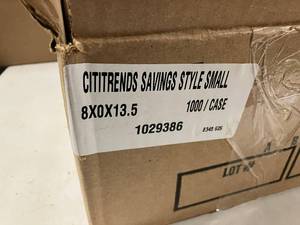 CITITRENDS SAVINGS STYLE SMALL
8X0X13.5 1000 / CASE
1029386
LOT #